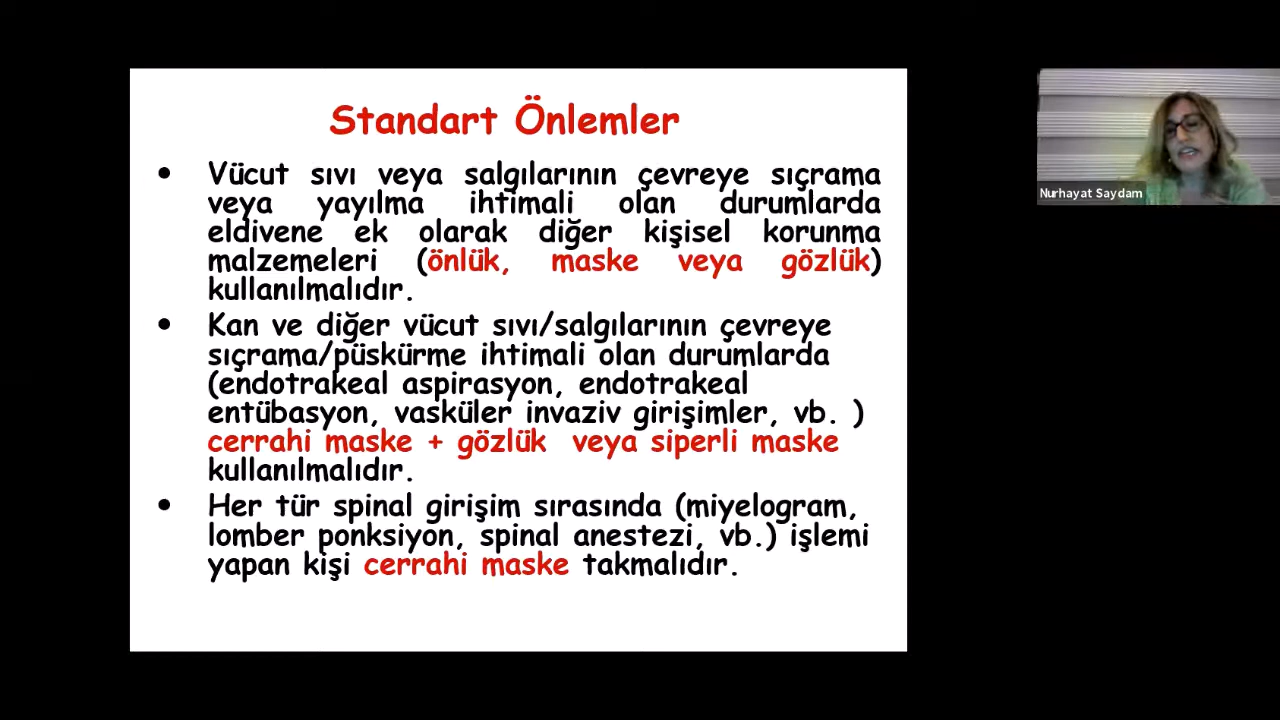 Standart Önlemler
• Vücut sıvı veya salgılarının çevreye sıçrama
veya yayılma ihtimali olan durumlarda
eldivene ek olarak diğer kişisel korunma
malzemeleri (önlük, maske veya gözlük)
kullanılmalıdır.
• Kan ve diğer vücut sıvı/salgılarının çevreye
sıçrama/püskürme ihtimali olan durumlarda
(endotrakeal aspirasyon, endotrakeal
entübasyon, vasküler invaziv girişimler, vb. )
cerrahi maske + gözlük veya siperli maske
kullanılmalıdır.
• Her tür spinal girişim sırasında (miyelogram,
lomber ponksiyon, spinal anestezi, vb.) işlemi
yapan kişi cerrahi maske takmalıdır.
Nurhayat Saydam